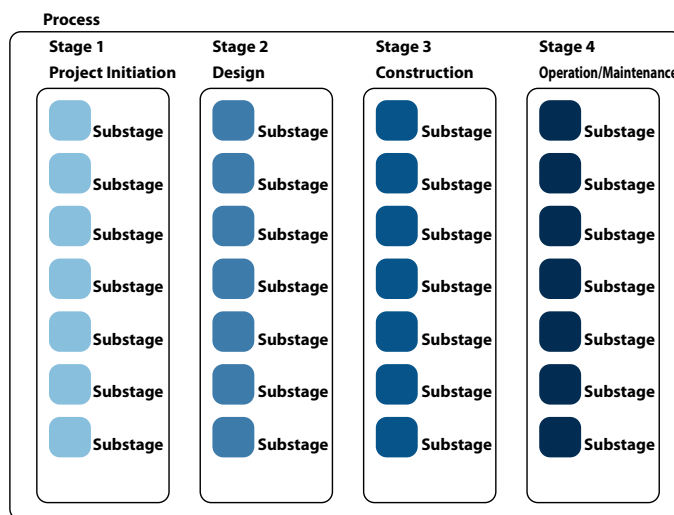 Process
Stage 1
Project Initiation
Substage
Substage
Substage
Substage
Substage
Substage
Substage
Stage 2
Design
Substage
Substage
Substage
Substage
Substage
Substage
Substage
Stage 3
Construction
Substage
Substage
Substage
Substage
Substage
Substage
Substage
Stage 4
Operation/Maintenance
Substage
Substage
Substage
Substage
Substage
Substage
Substage